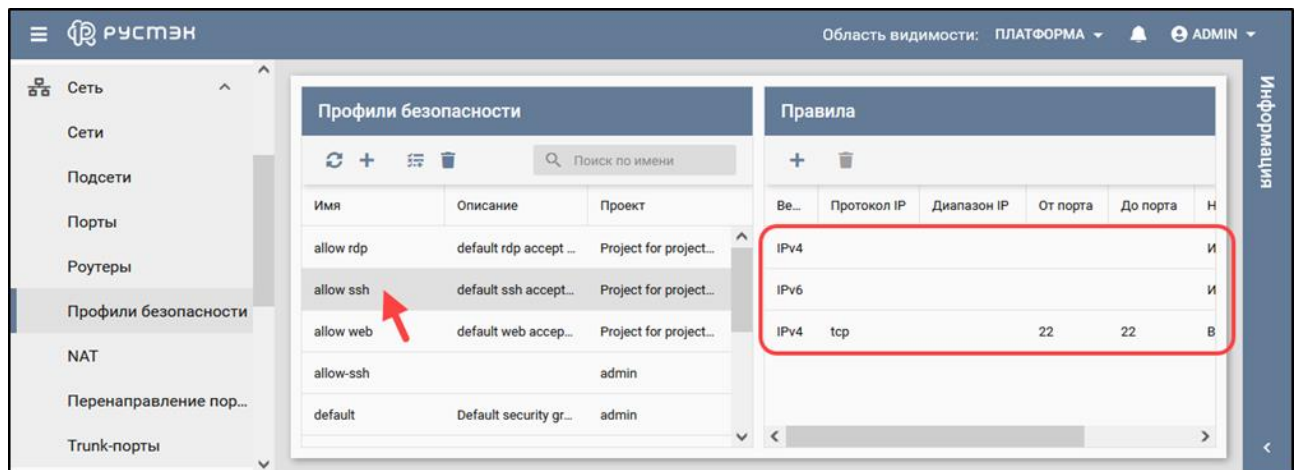 РУСТЭК Область видимости: ПЛАТФОРМА ADMIN
Сеть
Сети
Подсети
Порты
Роутеры
Профили безопасности
NAT
Перенаправление пор...
Trunk-порты
Профили безопасности
Поиск по имени
Имя Описание Проект
allow rdp default rdp accept ... Project for project...
allow ssh default ssh accept... Project for project...
allow web default web accep... Project for project...
allow-ssh admin
default Default security gr... admin
Правила
Ве... Протокол IP Диапазон IP От порта До порта Н
IPv4 И
IPv6 И
IPv4 tcp 22 22 В
Информация